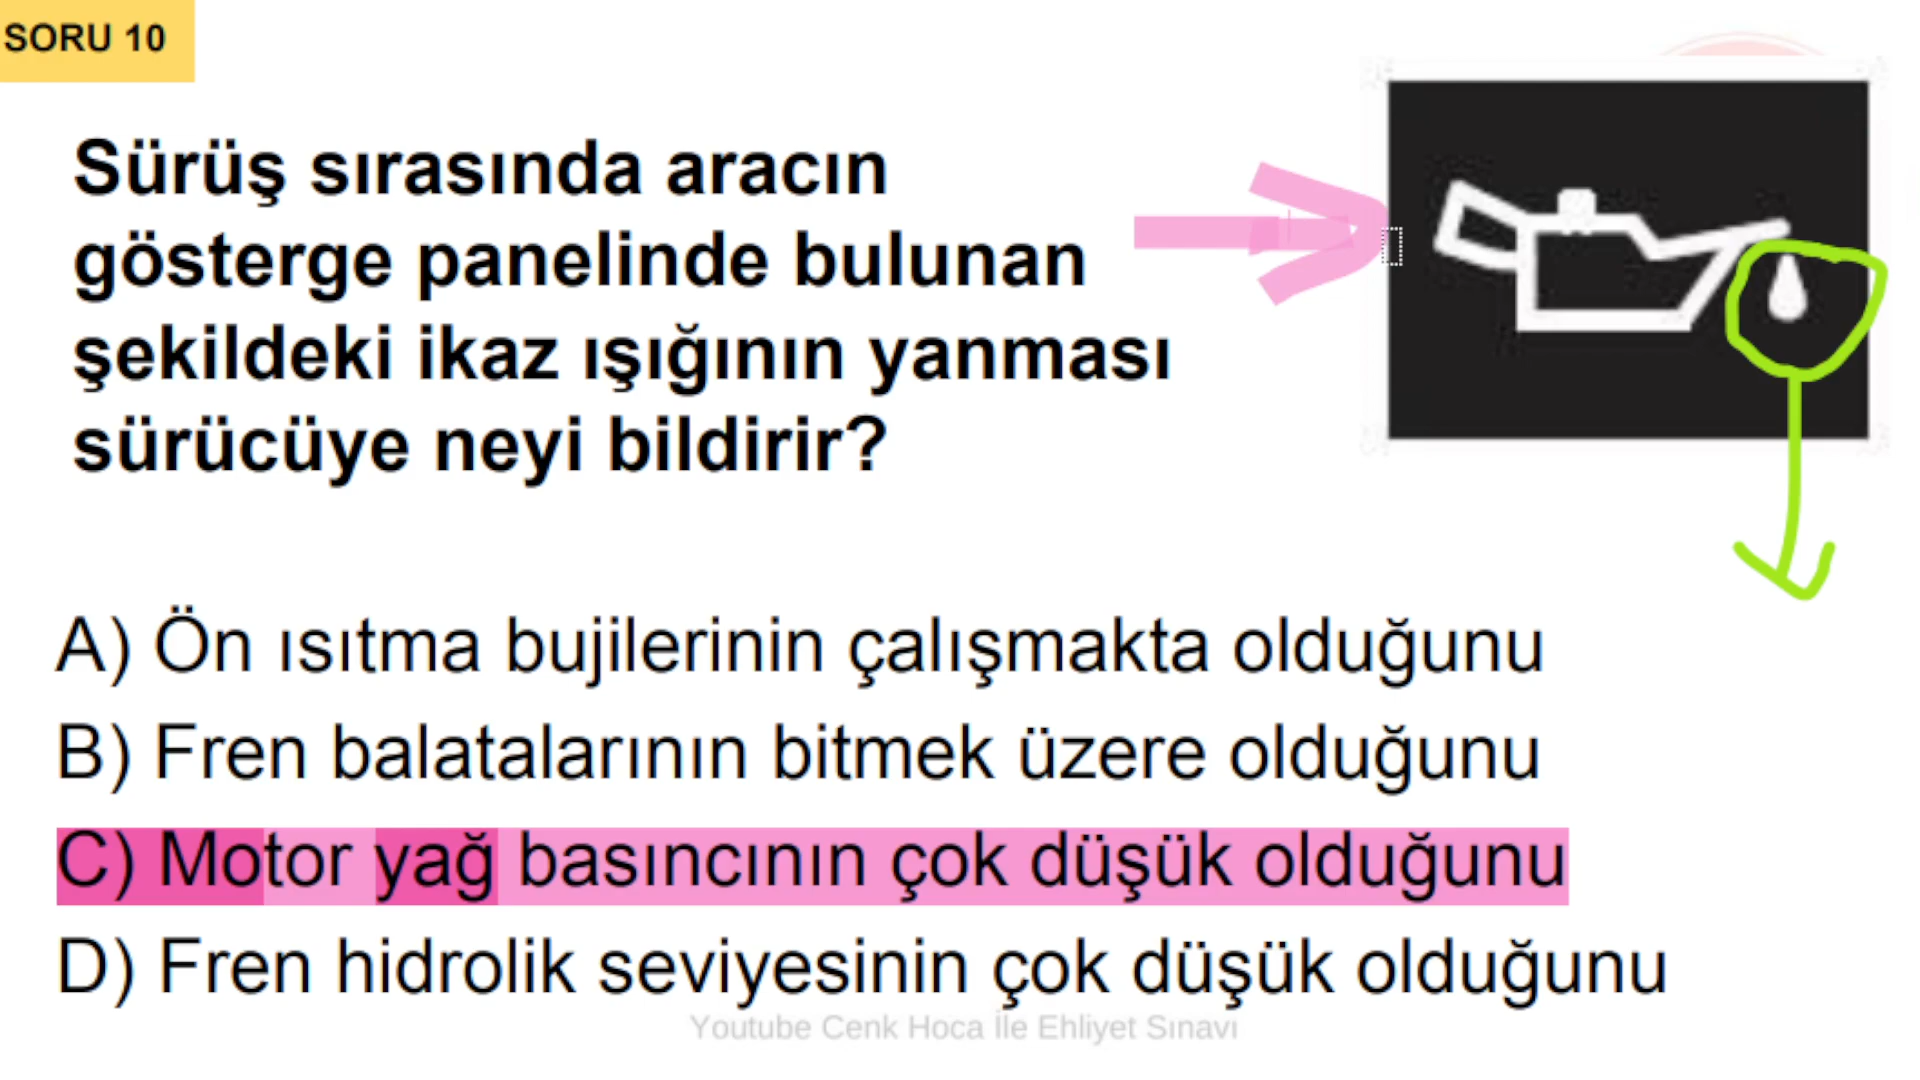 SORU 10
Sürüş sırasında aracın
gösterge panelinde bulunan
şekildeki ikaz ışığının yanması
sürücüye neyi bildirir?
A) Ön ısıtma bujilerinin çalışmakta olduğunu
B) Fren balatalarının bitmek üzere olduğunu
C) Motor yağ basıncının çok düşük olduğunu
D) Fren hidrolik seviyesinin çok düşük olduğunu
Youtube Cenk Hoca İle Ehliyet Sınavı